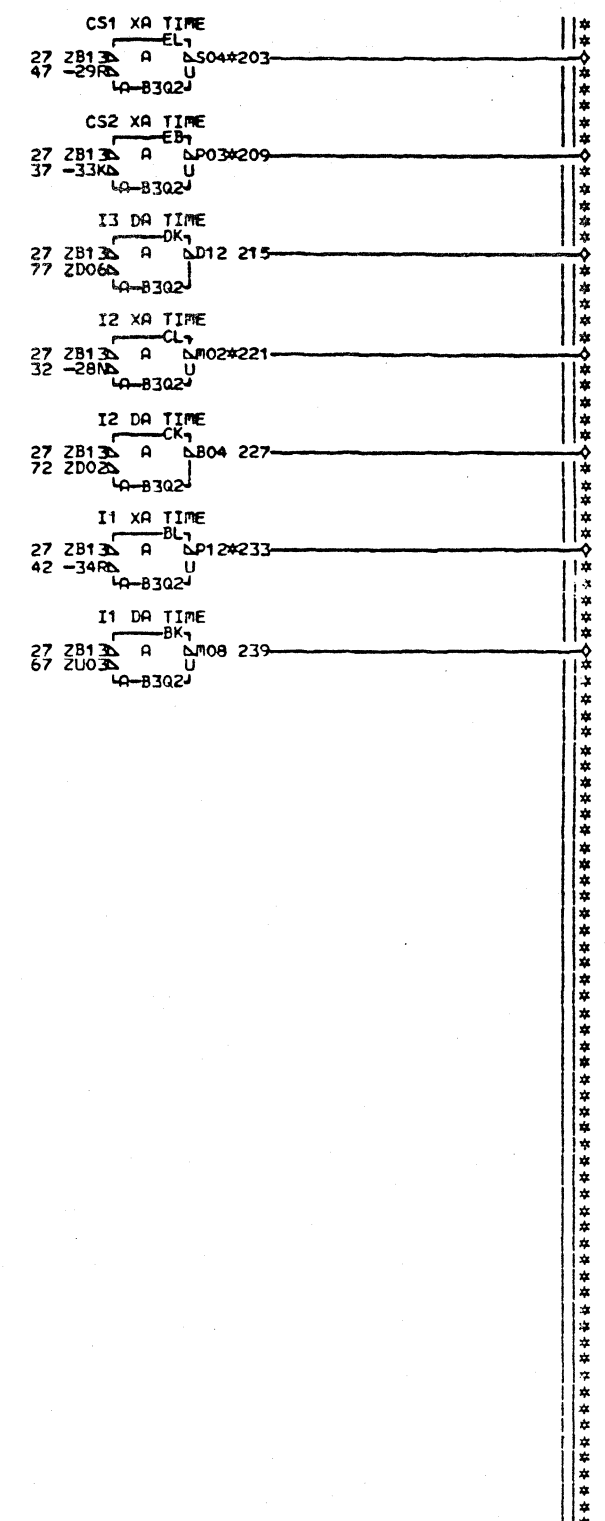 CS1 XA TIME
EL
27 ZB13 A S04*203
47 -29R U
A-B3Q2
CS2 XA TIME
EB
27 ZB13 A P03*209
37 -33K U
A-B3Q2
I3 DA TIME
DK
27 ZB13 A D12 215
77 ZD06
A-B3Q2
I2 XA TIME
CL
27 ZB13 A M02*221
32 -28N U
A-B3Q2
I2 DA TIME
CK
27 ZB13 A B04 227
72 ZD02
A-B3Q2
I1 XA TIME
BL
27 ZB13 A P12*233
42 -34R U
A-B3Q2
I1 DA TIME
BK
27 ZB13 A M08 239
67 ZU03 U
A-B3Q2